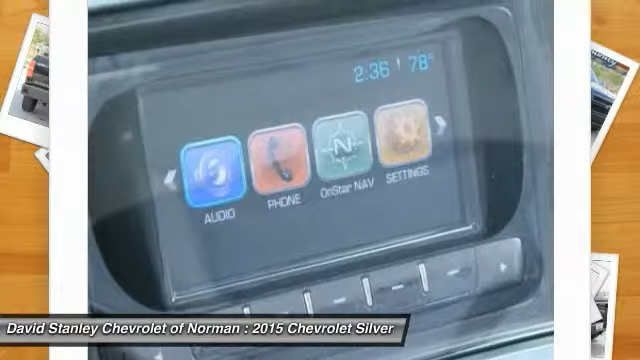 2:36 78°
AUDIO PHONE OnStar NAV SETTINGS
N
David Stanley Chevrolet of Norman : 2015 Chevrolet Silver